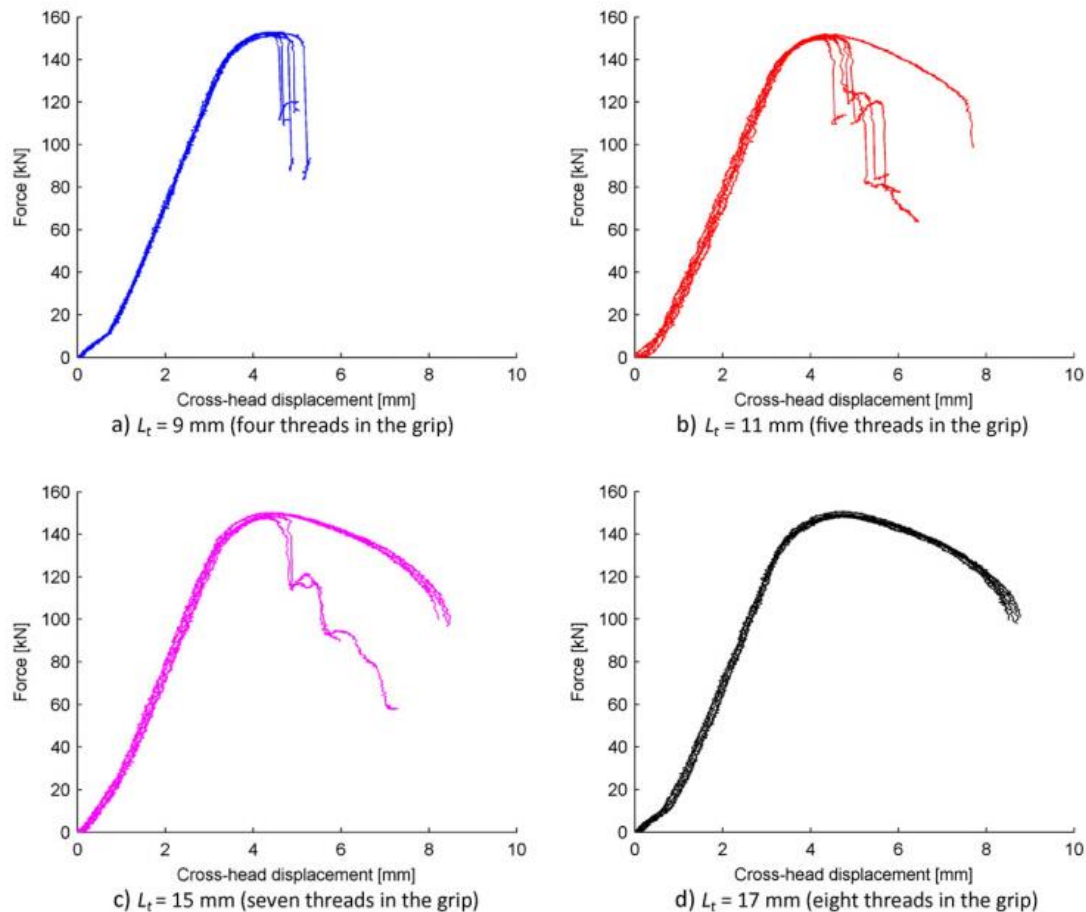 160
140
120
100
80
60
40
20
0
Force [kN]
0 2 4 6 8 10
Cross-head displacement [mm]
a) Lt = 9 mm (four threads in the grip)
160
140
120
100
80
60
40
20
0
Force [kN]
0 2 4 6 8 10
Cross-head displacement [mm]
b) Lt = 11 mm (five threads in the grip)
160
140
120
100
80
60
40
20
0
Force [kN]
0 2 4 6 8 10
Cross-head displacement [mm]
c) Lt = 15 mm (seven threads in the grip)
160
140
120
100
80
60
40
20
0
Force [kN]
0 2 4 6 8 10
Cross-head displacement [mm]
d) Lt = 17 mm (eight threads in the grip)